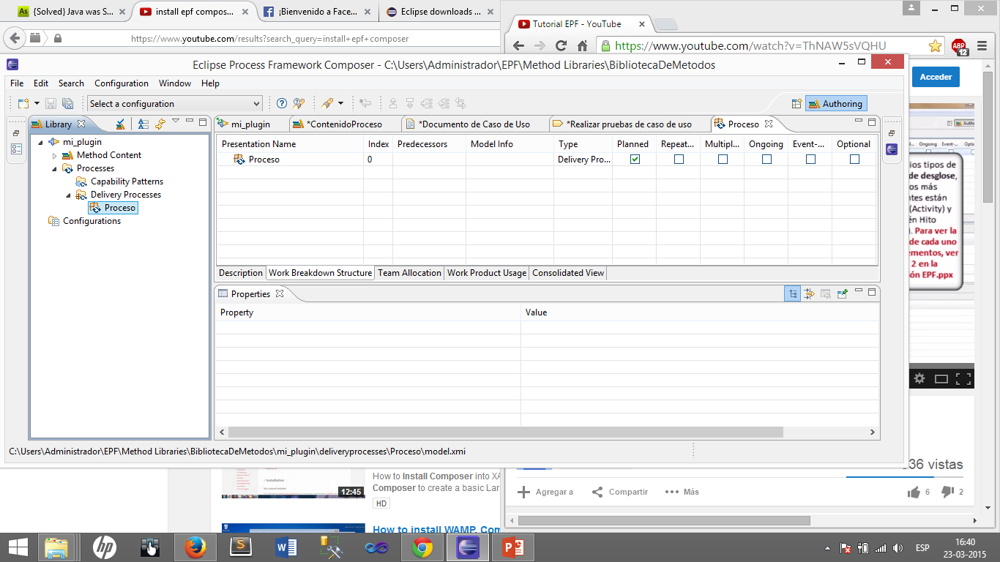 {Solved} Java was S...
install epf compos...
¡Bienvenido a Face...
Eclipse downloads ...
https://www.youtube.com/results?search_query=install+epf+composer
Tutorial EPF - YouTube
https://www.youtube.com/watch?v=ThNAW5sVQHU
ABP
12
Eclipse Process Framework Composer - C:\Users\Administrador\EPF\Method Libraries\BibliotecaDeMetodos
File Edit Search Configuration Window Help
Acceder
Select a configuration
Authoring
Library
mi_plugin
*ContenidoProceso
*Documento de Caso de Uso
*Realizar pruebas de caso de uso
Proceso
mi_plugin
Method Content
Processes
Capability Patterns
Delivery Processes
Proceso
Configurations
Presentation Name Index Predecessors Model Info Type Planned Repeat... Multipl... Ongoing Event-... Optional
Proceso 0 Delivery Pro...
Description Work Breakdown Structure Team Allocation Work Product Usage Consolidated View
Properties
Property Value
ios tipos de
de desglose,
os más
ntes están
(Activity) y
én Hito
). Para ver la
de cada uno
ementos, ver
2 en la
ión EPF.ppx
C:\Users\Administrador\EPF\Method Libraries\BibliotecaDeMetodos\mi_plugin\deliveryprocesses\Proceso\model.xmi
336 vistas
How to Install Composer into XA
Composer to create a basic Lar
HD
12:45
How to install WAMP, Com
Agregar a Compartir Más 6 2
ESP
16:40
23-03-2015